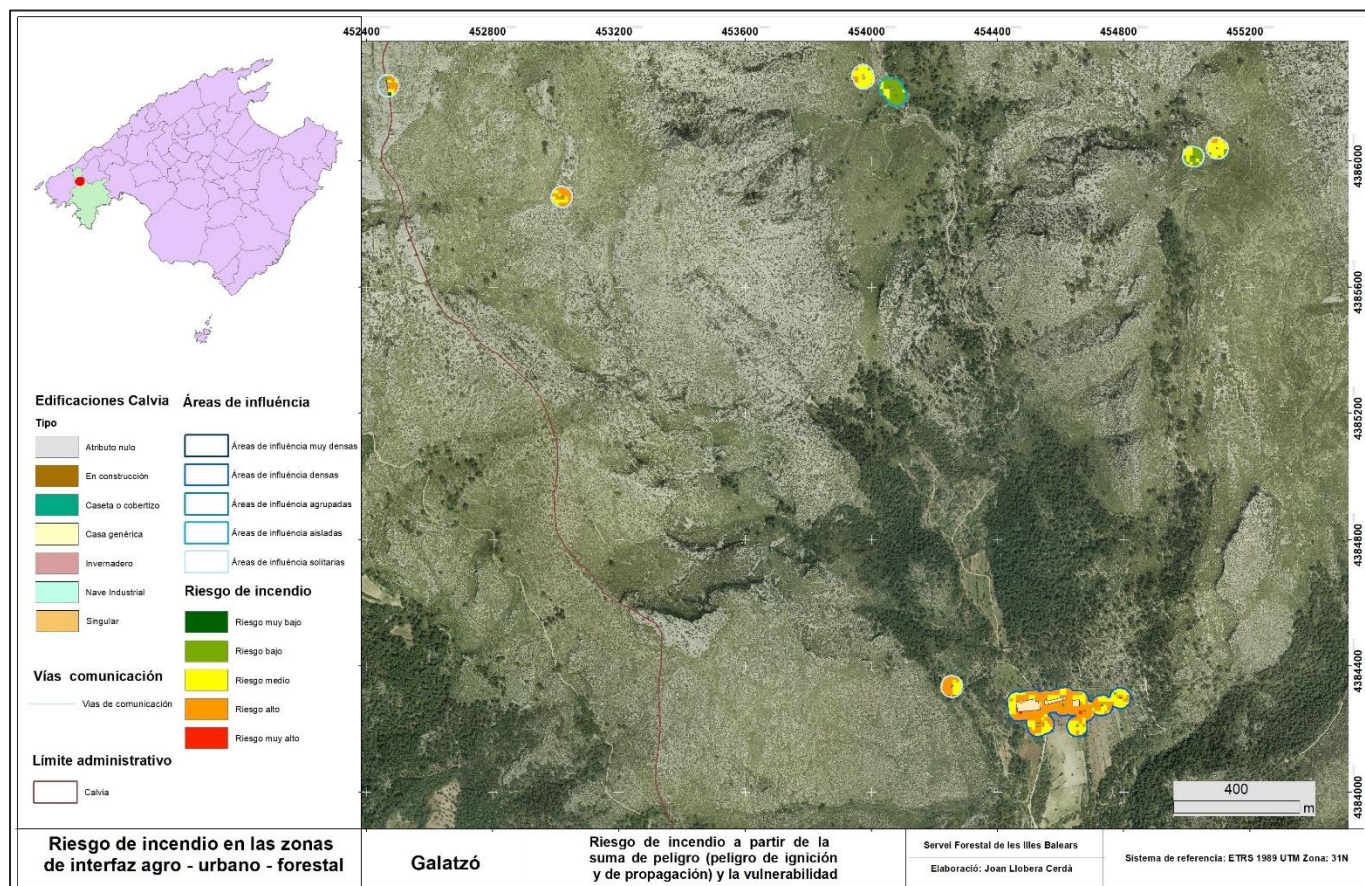 452400 452800 453200 453600 454000 454400 454800 455200
4386000
4385600
4385200
4384800
4384400
4384000
Edificaciones Calvia
Tipo
Atributo nulo
En construcción
Caseta o cobertizo
Casa genérica
Invernadero
Nave Industrial
Singular
Vías comunicación
Vias de comunicación
Límite administrativo
Calvia
Áreas de influéncia
Áreas de influéncia muy densas
Áreas de influéncia densas
Áreas de influéncia agrupadas
Áreas de influéncia aisladas
Áreas de influéncia solitarias
Riesgo de incendio
Riesgo muy bajo
Riesgo bajo
Riesgo medio
Riesgo alto
Riesgo muy alto
400
m
Riesgo de incendio en las zonas
de interfaz agro - urbano - forestal
Galatzó
Riesgo de incendio a partir de la
suma de peligro (peligro de ignición
y de propagación) y la vulnerabilidad
Servei Forestal de les Illes Balears
Elaboració: Joan Llobera Cerdà
Sistema de referencia: ETRS 1989 UTM Zona: 31N